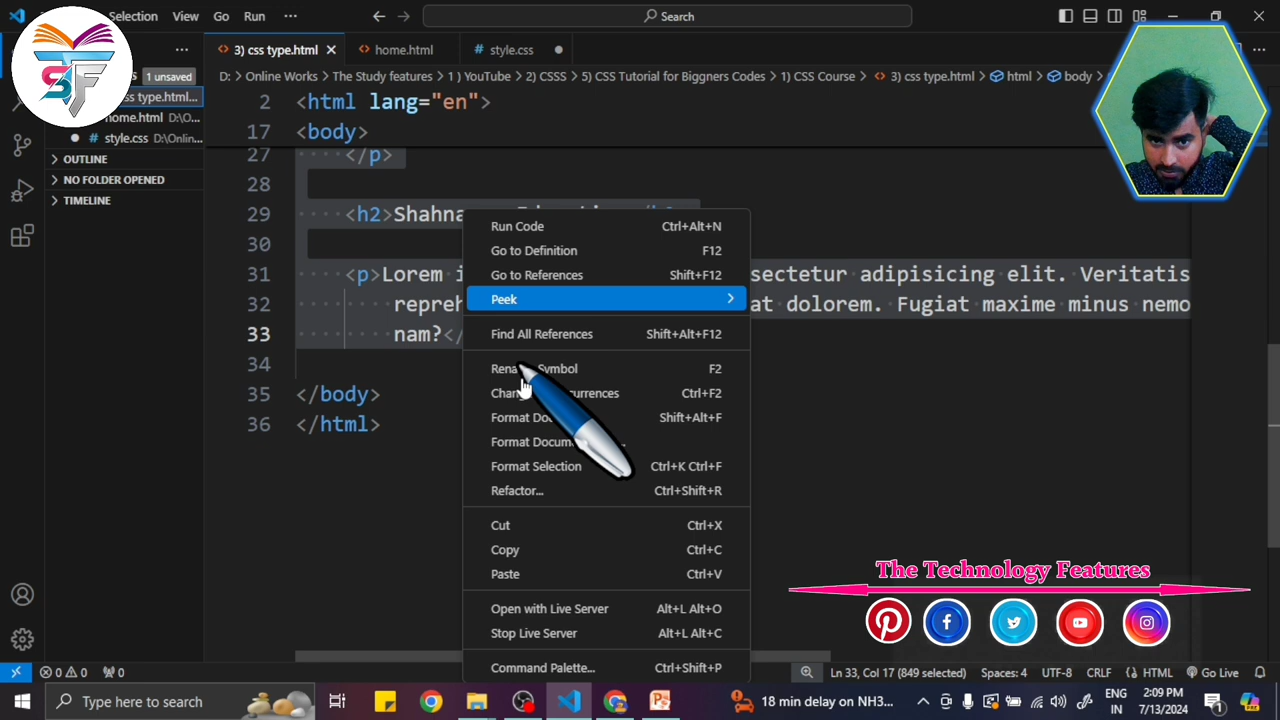 Selection View Go Run ··· Search
SF
3) css type.html home.html style.css
1 unsaved
D: > Online Works > The Study features > 1 ) YouTube > 2) CSSS > 5) CSS Tutorial for Biggners Codes > 1) CSS Course > 3) css type.html > html > body
css type.html...
home.html D:\O...
style.css D:\Onlin...
OUTLINE
NO FOLDER OPENED
TIMELINE
2 <html lang="en">
17 <body>
27 </p>
28
29 <h2>Shahna
30
31 <p>Lorem i sectetur adipisicing elit. Veritatis
32 repreh at dolorem. Fugiat maxime minus nemo
33 nam?</
34
35 </body>
36 </html>
Run Code Ctrl+Alt+N
Go to Definition F12
Go to References Shift+F12
Peek
Find All References Shift+Alt+F12
Rename Symbol F2
Change All Occurrences Ctrl+F2
Format Document Shift+Alt+F
Format Document
Format Selection Ctrl+K Ctrl+F
Refactor... Ctrl+Shift+R
Cut Ctrl+X
Copy Ctrl+C
Paste Ctrl+V
Open with Live Server Alt+L Alt+O
Stop Live Server Alt+L Alt+C
Command Palette... Ctrl+Shift+P
The Technology Features
0 0 0 Ln 33, Col 17 (849 selected) Spaces: 4 UTF-8 CRLF HTML Go Live
Type here to search 18 min delay on NH3... ENG IN 2:09 PM 7/13/2024 1